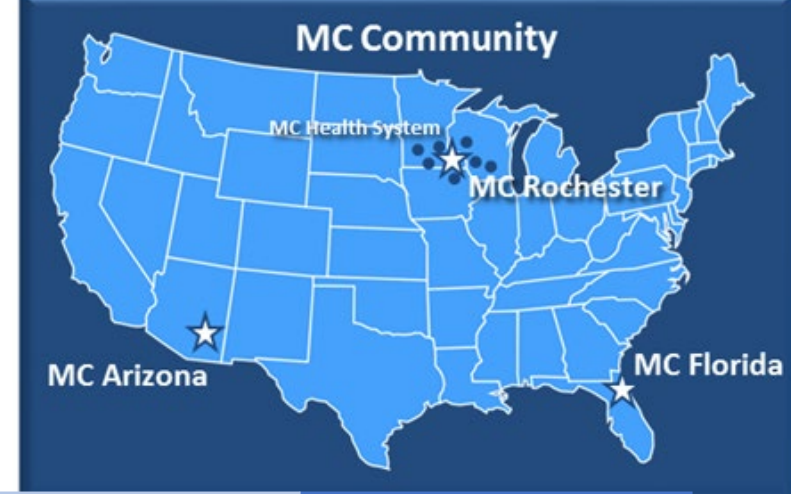 MC Community
MC Health System
MC Rochester
MC Florida
MC Arizona